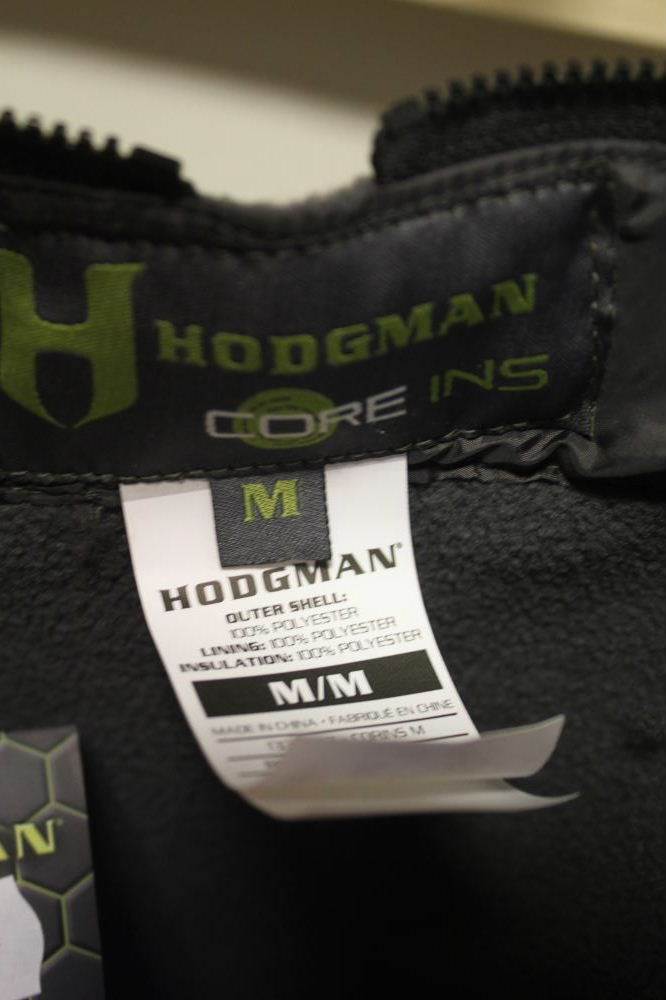 H HODGMAN
CORE INS
M
HODGMAN®
OUTER SHELL:
100% POLYESTER
LINING: 100% POLYESTER
INSULATION: 100% POLYESTER
M/M
MADE IN CHINA • FABRIQUÉ EN CHINE